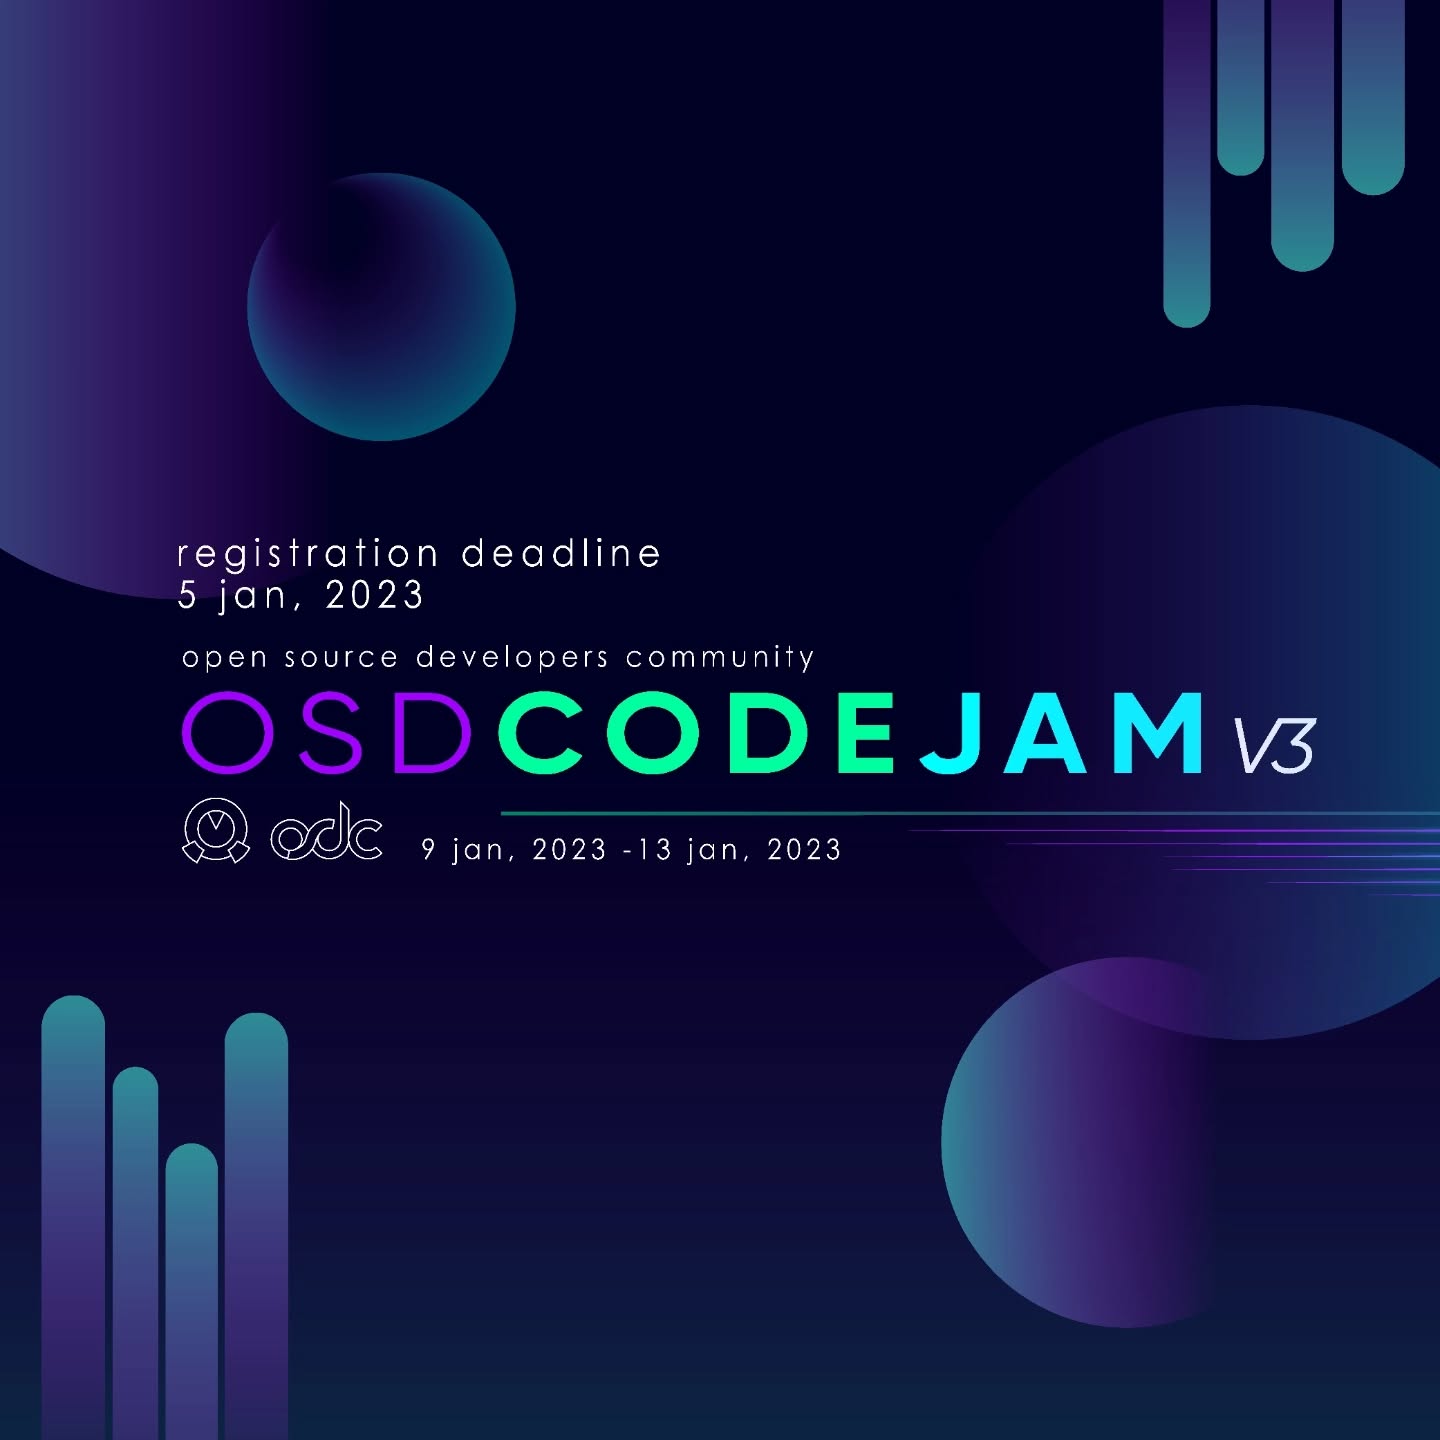 registration deadline
5 jan, 2023
open source developers community
OSDCODEJAM V3
odc 9 jan, 2023 -13 jan, 2023